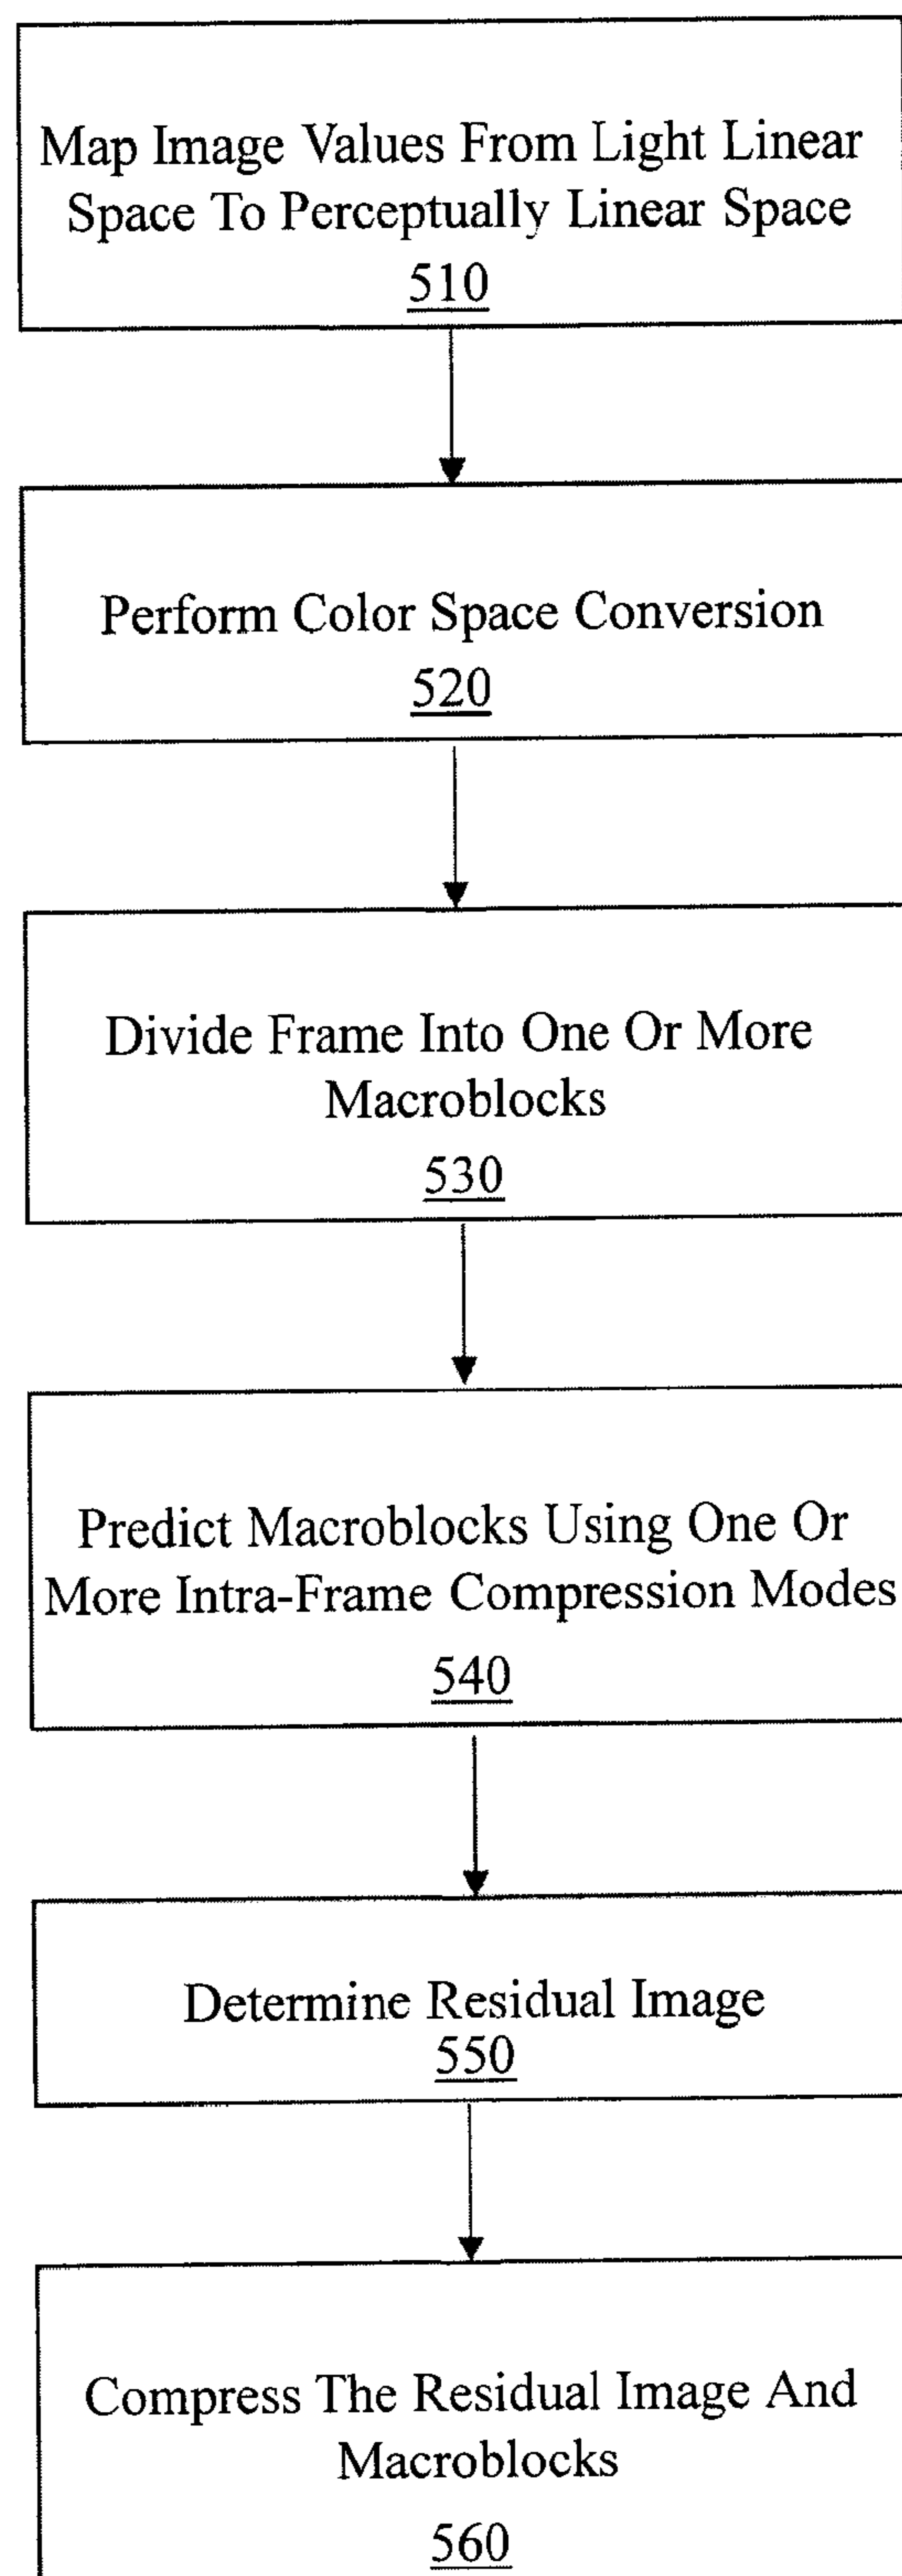 Map Image Values From Light Linear
Space To Perceptually Linear Space
510
Perform Color Space Conversion
520
Divide Frame Into One Or More
Macroblocks
530
Predict Macroblocks Using One Or
More Intra-Frame Compression Modes
540
Determine Residual Image
550
Compress The Residual Image And
Macroblocks
560